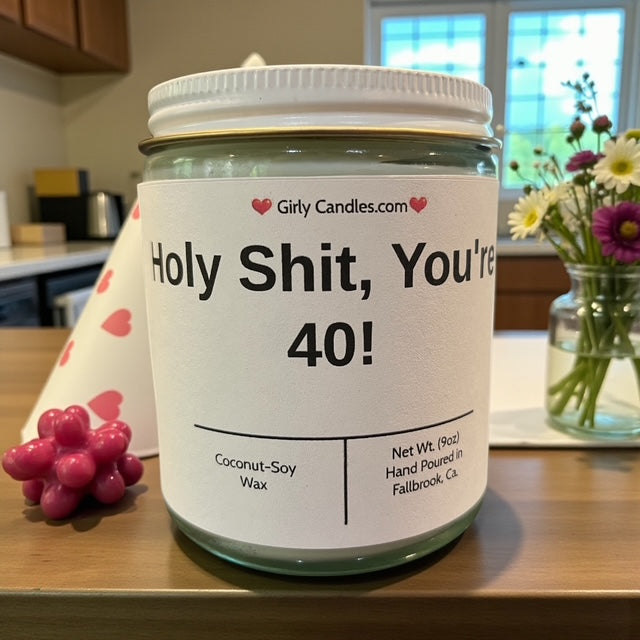 Girly Candles.com
Holy Shit, You're
40!
Coconut-Soy
Wax
Net Wt. (9oz)
Hand Poured in
Fallbrook, Ca.